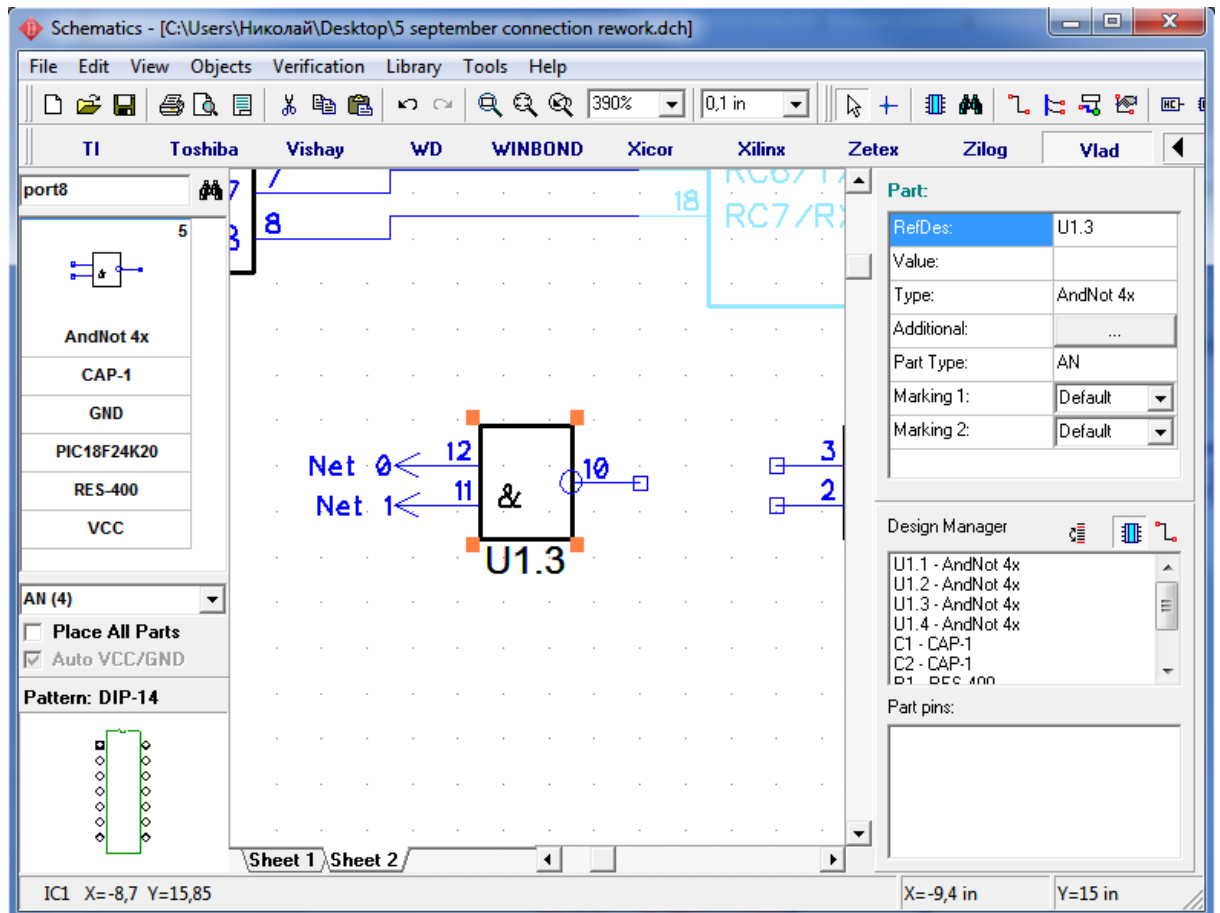 Schematics - [C:\Users\Николай\Desktop\5 september connection rework.dch]
File Edit View Objects Verification Library Tools Help
390% 0,1 in
TI Toshiba Vishay WD WINBOND Xicor Xilinx Zetex Zilog Vlad
port8
5
AndNot 4x
CAP-1
GND
PIC18F24K20
RES-400
VCC
AN (4)
Place All Parts
Auto VCC/GND
Pattern: DIP-14
7 7
8 8
18
RC7/RX
&
Net 0 12
Net 1 11
&
10
U1.3
3
2
Sheet 1 Sheet 2
Part:
RefDes: U1.3
Value:
Type: AndNot 4x
Additional: ...
Part Type: AN
Marking 1: Default
Marking 2: Default
Design Manager
U1.1 - AndNot 4x
U1.2 - AndNot 4x
U1.3 - AndNot 4x
U1.4 - AndNot 4x
C1 - CAP-1
C2 - CAP-1
R1 - RES-400
Part pins:
IC1 X=-8,7 Y=15,85
X=-9,4 in Y=15 in